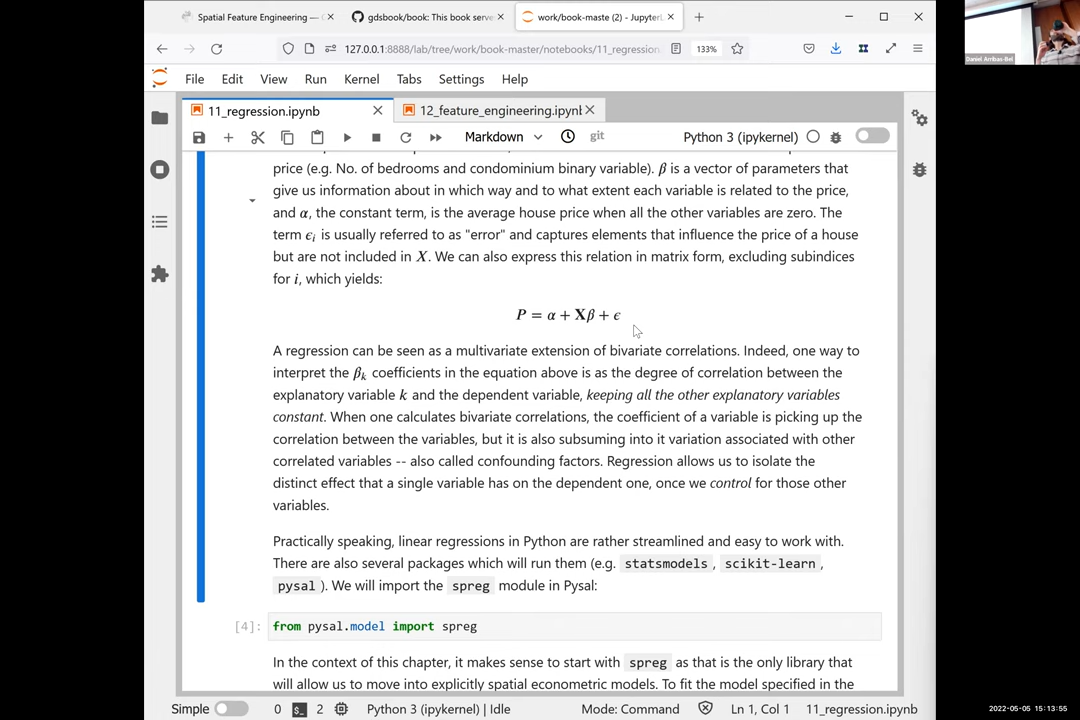 Spatial Feature Engineering —
gdsbook/book: This book serve
work/book-maste (2) - Jupyter
127.0.0.1:8888/lab/tree/work/book-master/notebooks/11_regression.
133%
Daniel Arribas-Bel
File Edit View Run Kernel Tabs Settings Help
11_regression.ipynb
12_feature_engineering.ipynb
Markdown
git
Python 3 (ipykernel)
price (e.g. No. of bedrooms and condominium binary variable). β is a vector of parameters that
give us information about in which way and to what extent each variable is related to the price,
and α, the constant term, is the average house price when all the other variables are zero. The
term ϵᵢ is usually referred to as "error" and captures elements that influence the price of a house
but are not included in X. We can also express this relation in matrix form, excluding subindices
for i, which yields:
P = α + Xβ + ϵ
A regression can be seen as a multivariate extension of bivariate correlations. Indeed, one way to
interpret the βₖ coefficients in the equation above is as the degree of correlation between the
explanatory variable k and the dependent variable, keeping all the other explanatory variables
constant. When one calculates bivariate correlations, the coefficient of a variable is picking up the
correlation between the variables, but it is also subsuming into it variation associated with other
correlated variables -- also called confounding factors. Regression allows us to isolate the
distinct effect that a single variable has on the dependent one, once we control for those other
variables.
Practically speaking, linear regressions in Python are rather streamlined and easy to work with.
There are also several packages which will run them (e.g. statsmodels , scikit-learn ,
pysal ). We will import the spreg module in Pysal:
[4]: from pysal.model import spreg
In the context of this chapter, it makes sense to start with spreg as that is the only library that
will allow us to move into explicitly spatial econometric models. To fit the model specified in the
Simple 0 2 Python 3 (ipykernel) | Idle Mode: Command Ln 1, Col 1 11_regression.ipynb
2022-05-05 15:13:55